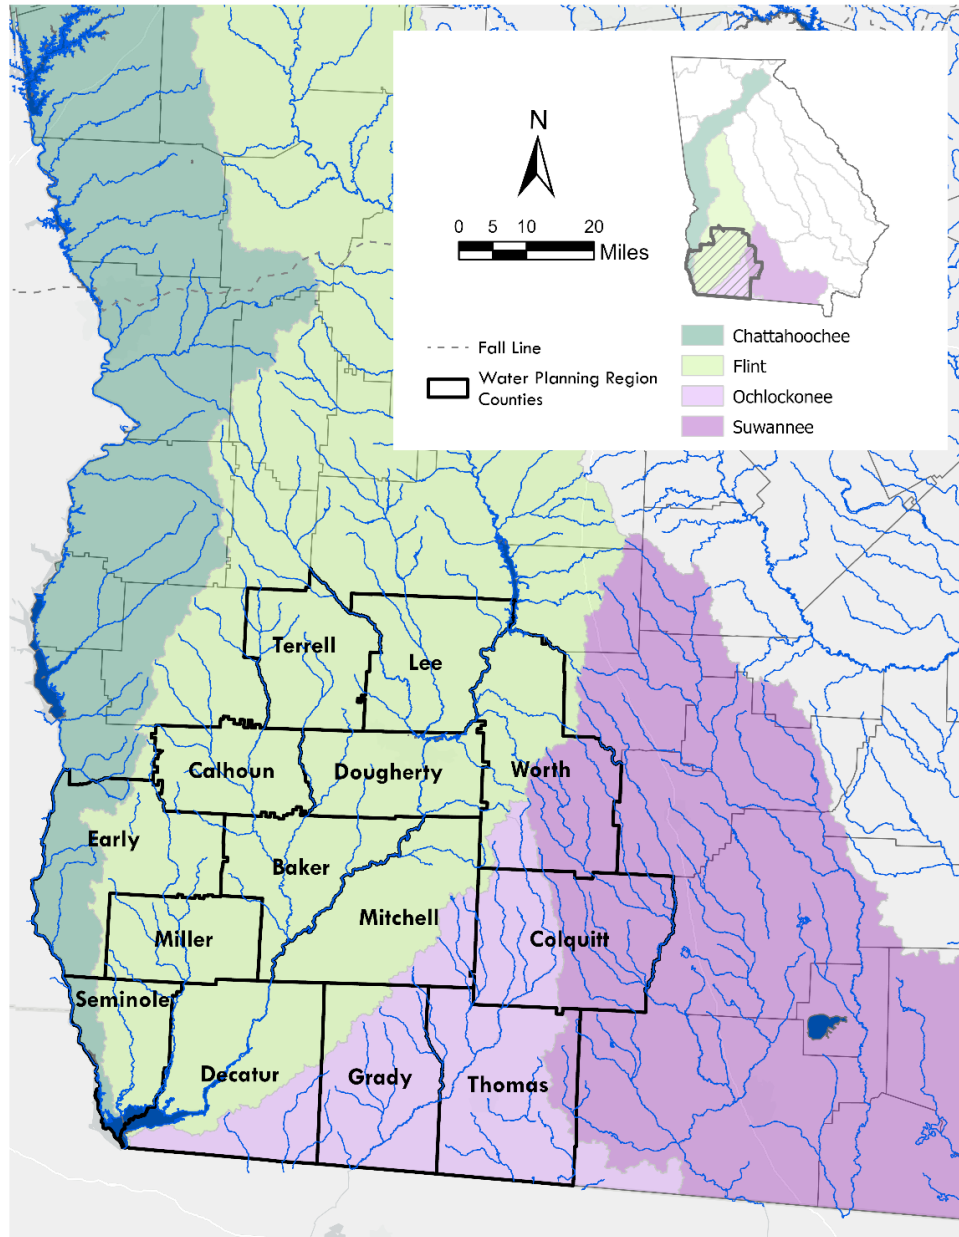 N
0 5 10 20
Miles
Fall Line
Water Planning Region
Counties
Chattahoochee
Flint
Ochlockonee
Suwannee
Terrell
Lee
Calhoun
Dougherty
Worth
Early
Baker
Mitchell
Miller
Colquitt
Seminole
Decatur
Grady
Thomas